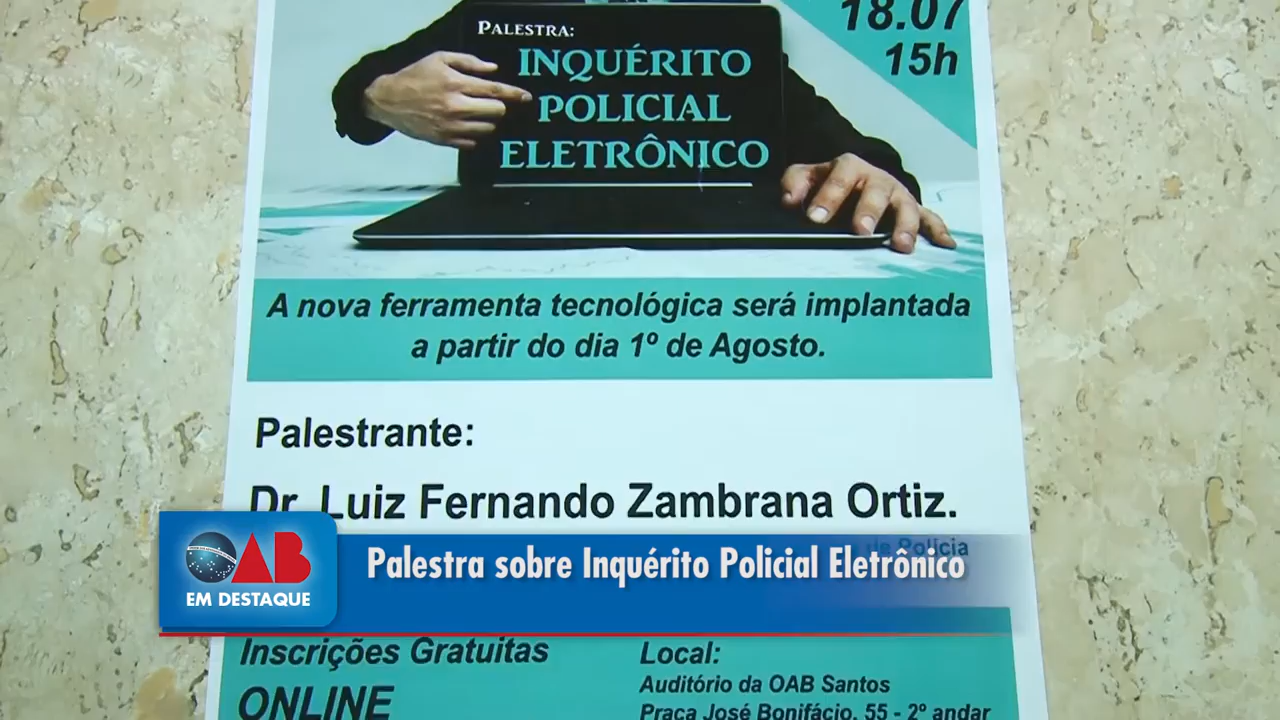 18.07
15h
PALESTRA:
INQUÉRITO
POLICIAL
ELETRÔNICO
A nova ferramenta tecnológica será implantada
a partir do dia 1º de Agosto.
Palestrante:
Dr. Luiz Fernando Zambrana Ortiz.
de Polícia
OAB
EM DESTAQUE
Palestra sobre Inquérito Policial Eletrônico
Inscrições Gratuitas
ONLINE
Local:
Auditório da OAB Santos
Praça José Bonifácio, 55 - 2º andar